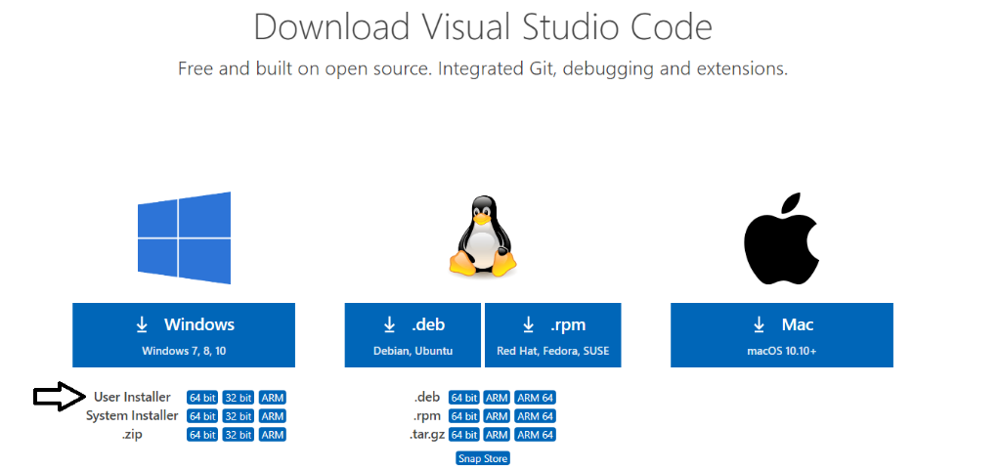 Download Visual Studio Code
Free and built on open source. Integrated Git, debugging and extensions.
Windows
Windows 7, 8, 10
User Installer 64 bit 32 bit ARM
System Installer 64 bit 32 bit ARM
.zip 64 bit 32 bit ARM
.deb
Debian, Ubuntu
.rpm
Red Hat, Fedora, SUSE
.deb 64 bit ARM ARM 64
.rpm 64 bit ARM ARM 64
.tar.gz 64 bit ARM ARM 64
Snap Store
Mac
macOS 10.10+